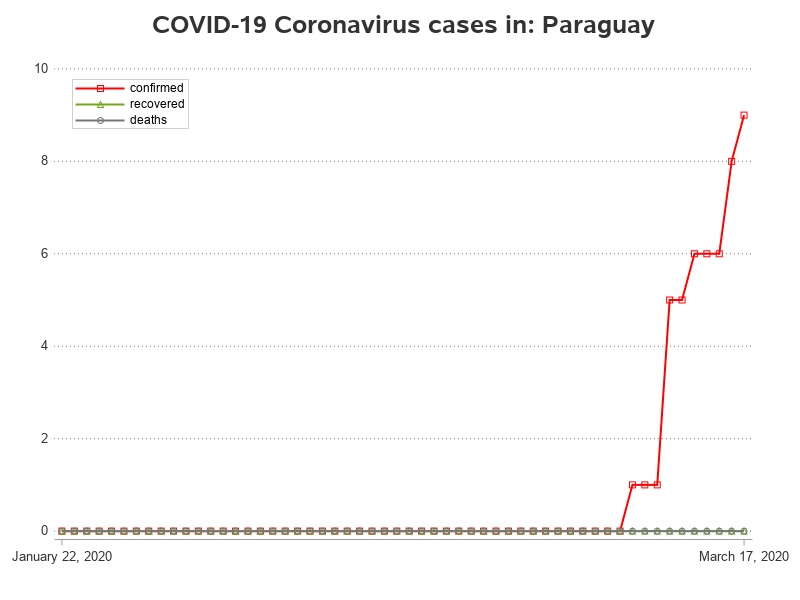 COVID-19 Coronavirus cases in: Paraguay
10
confirmed
recovered
deaths
8
6
4
2
0
January 22, 2020
March 17, 2020